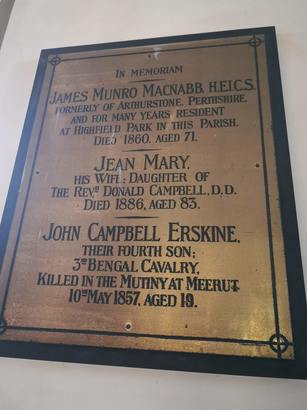 IN MEMORIAM
JAMES MUNRO MACNABB, H.E.I.C.S.
FORMERLY OF ARTHURSTONE, PERTHSHIRE,
AND FOR MANY YEARS RESIDENT
AT HIGHFIELD PARK IN THIS PARISH.
DIED 1860, AGED 71.
JEAN MARY,
HIS WIFE; DAUGHTER OF
THE REVD. DONALD CAMPBELL, D.D.
DIED 1886, AGED 83.
JOHN CAMPBELL ERSKINE,
THEIR FOURTH SON;
3RD BENGAL CAVALRY,
KILLED IN THE MUTINY AT MEERUT
10TH MAY 1857, AGED 19.